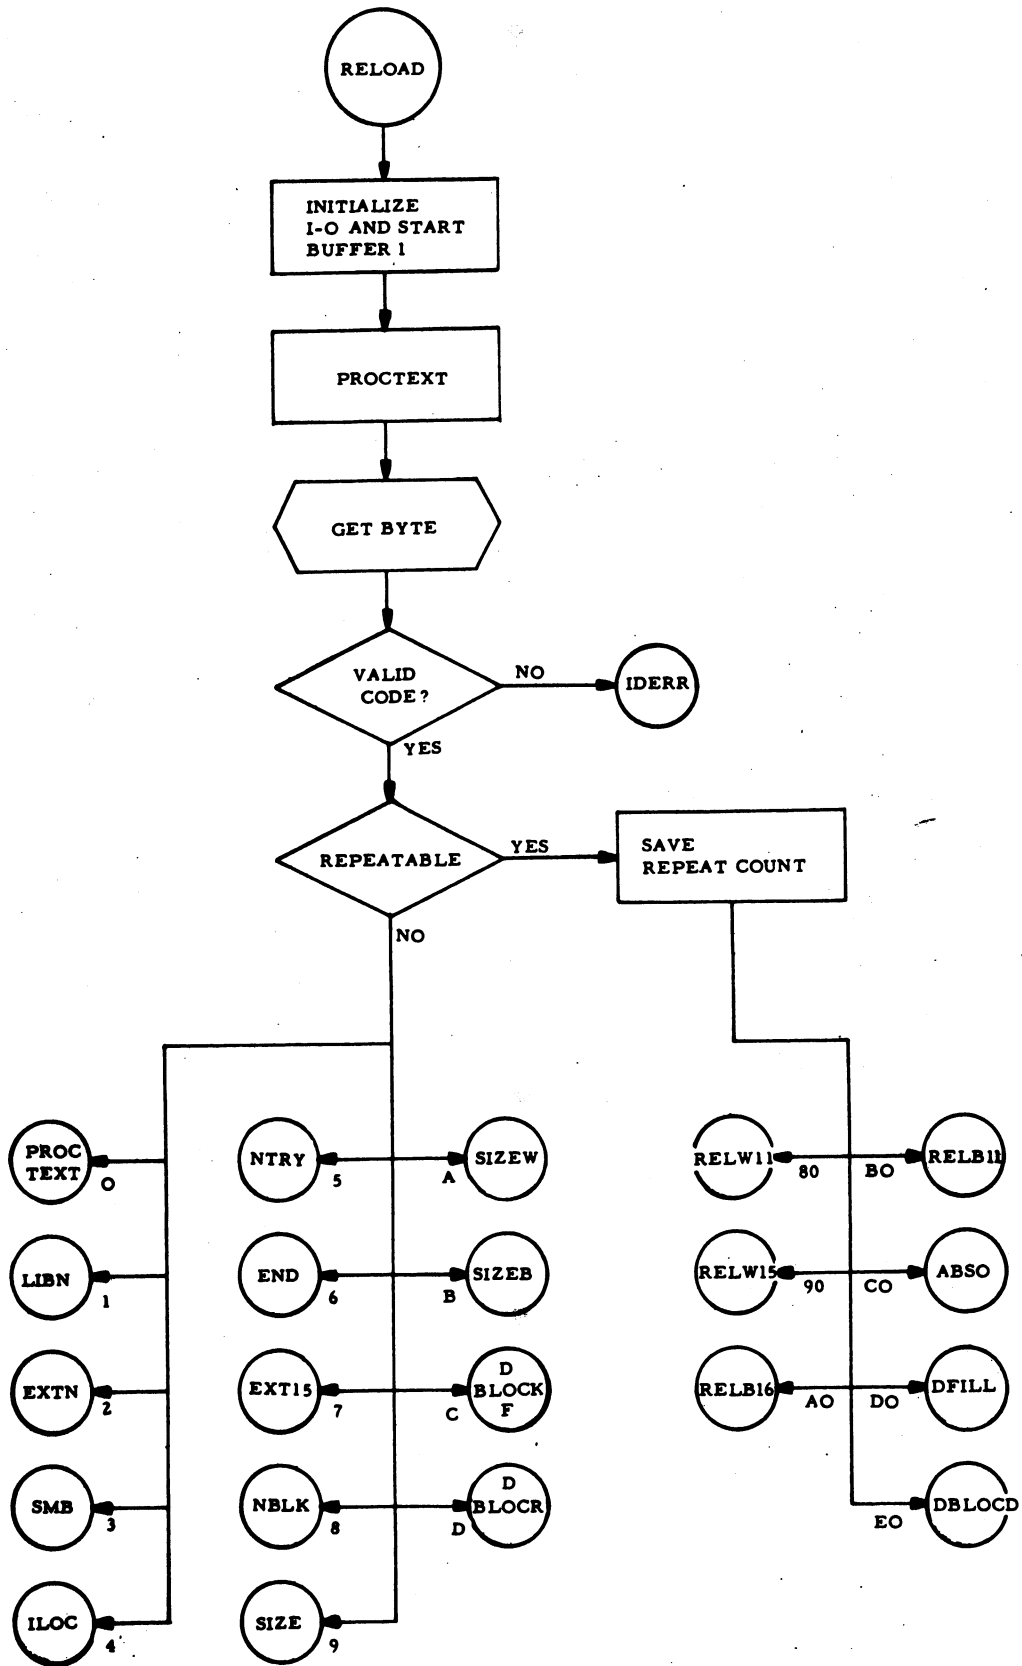 RELOAD
INITIALIZE
I-O AND START
BUFFER 1
PROCTEXT
GET BYTE
VALID
CODE?
NO
IDERR
YES
REPEATABLE
YES
SAVE
REPEAT COUNT
NO
PROC
TEXT
O
NTRY
5
A
SIZEW
RELW11
80
BO
RELB11
LIBN
1
END
6
B
SIZEB
RELW15
90
CO
ABSO
EXTN
2
EXT15
7
C
D
BLOCK
F
RELB16
AO
DO
DFILL
SMB
3
NBLK
8
D
D
BLOCR
EO
DBLOCD
ILOC
4
SIZE
9